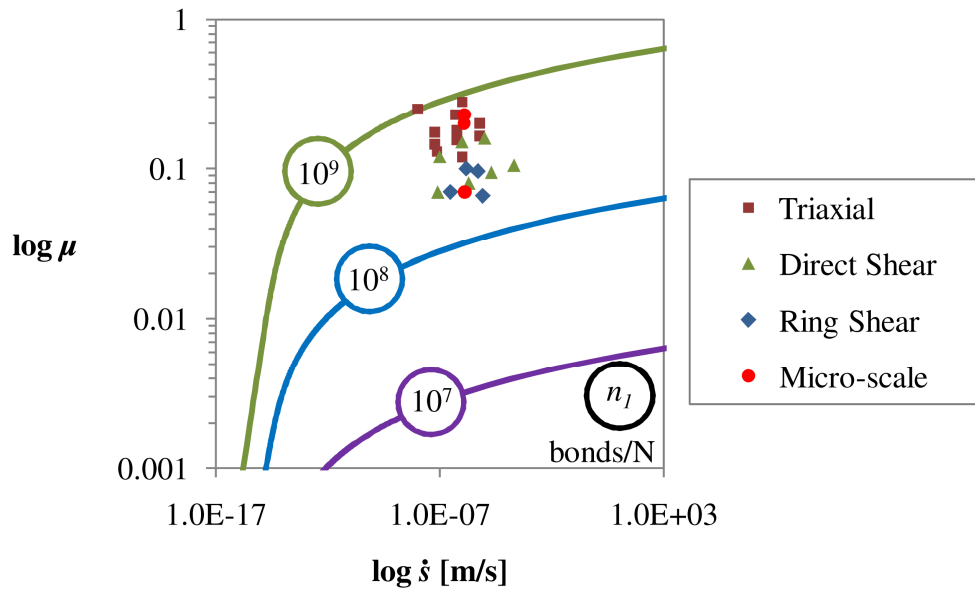 1
0.1
0.01
0.001
log μ
10⁹
10⁸
10⁷
n₁
bonds/N
1.0E-17
1.0E-07
1.0E+03
log ṡ [m/s]
Triaxial
Direct Shear
Ring Shear
Micro-scale